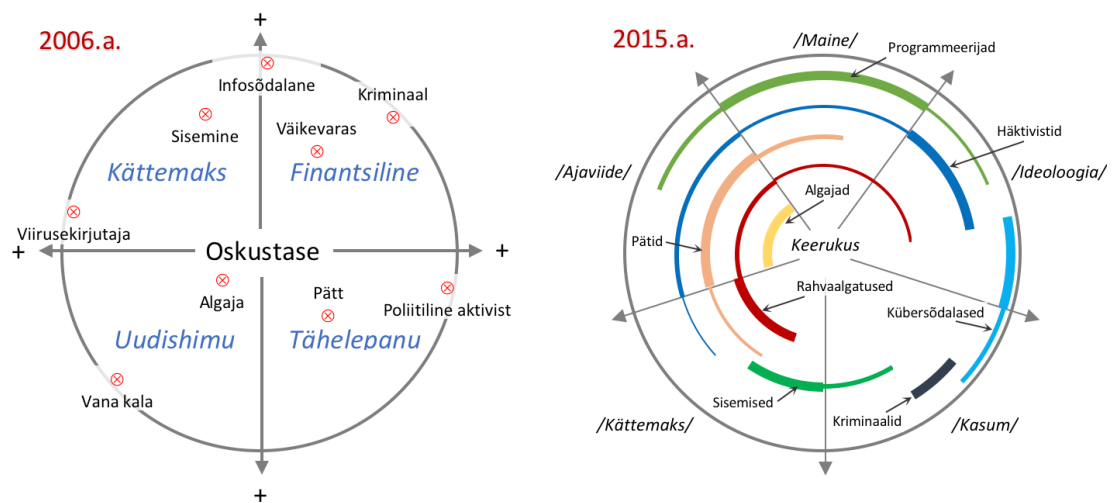 2006.a.
+
Infosõdalane
Kriminaal
Sisemine
Väikevaras
Kättemaks
Finantsiline
Viirusekirjutaja
+
Oskustase
+
Algaja
Pätt
Poliitiline aktivist
Uudishimu
Tähelepanu
Vana kala
+
2015.a.
/Maine/
Programmeerijad
Häktivistid
/Ajaviide/
/Ideoloogia/
Algajad
Pätid
Keerukus
Rahvaalgatused
Kübersõdalased
Sisemised
Kriminaalid
/Kättemaks/
/Kasum/